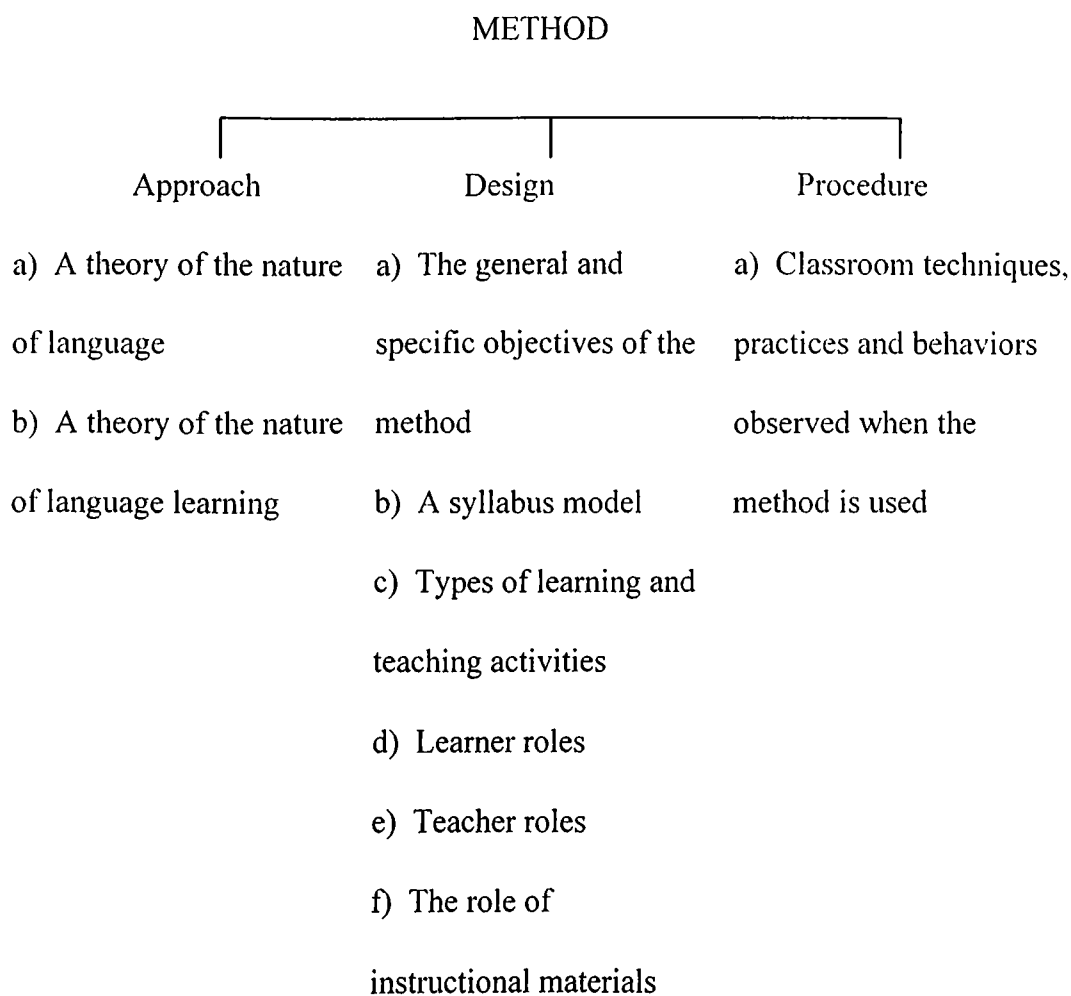 METHOD
Approach
a) A theory of the nature
of language
b) A theory of the nature
of language learning
Design
a) The general and
specific objectives of the
method
b) A syllabus model
c) Types of learning and
teaching activities
d) Learner roles
e) Teacher roles
f) The role of
instructional materials
Procedure
a) Classroom techniques,
practices and behaviors
observed when the
method is used